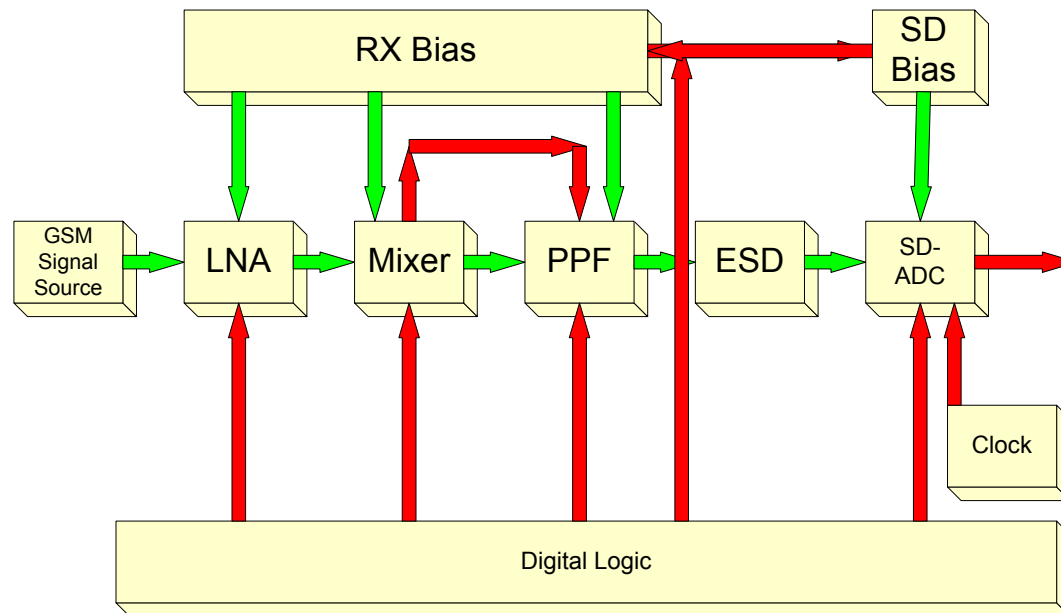 RX Bias
SD
Bias
GSM
Signal
Source
LNA
Mixer
PPF
ESD
SD-
ADC
Clock
Digital Logic